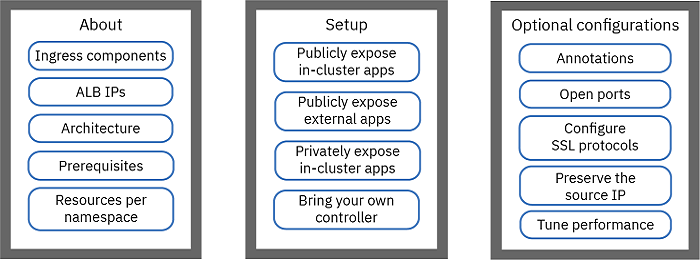 About
Ingress components
ALB IPs
Architecture
Prerequisites
Resources per
namespace
Setup
Publicly expose
in-cluster apps
Publicly expose
external apps
Privately expose
in-cluster apps
Bring your own
controller
Optional configurations
Annotations
Open ports
Configure
SSL protocols
Preserve the
source IP
Tune performance